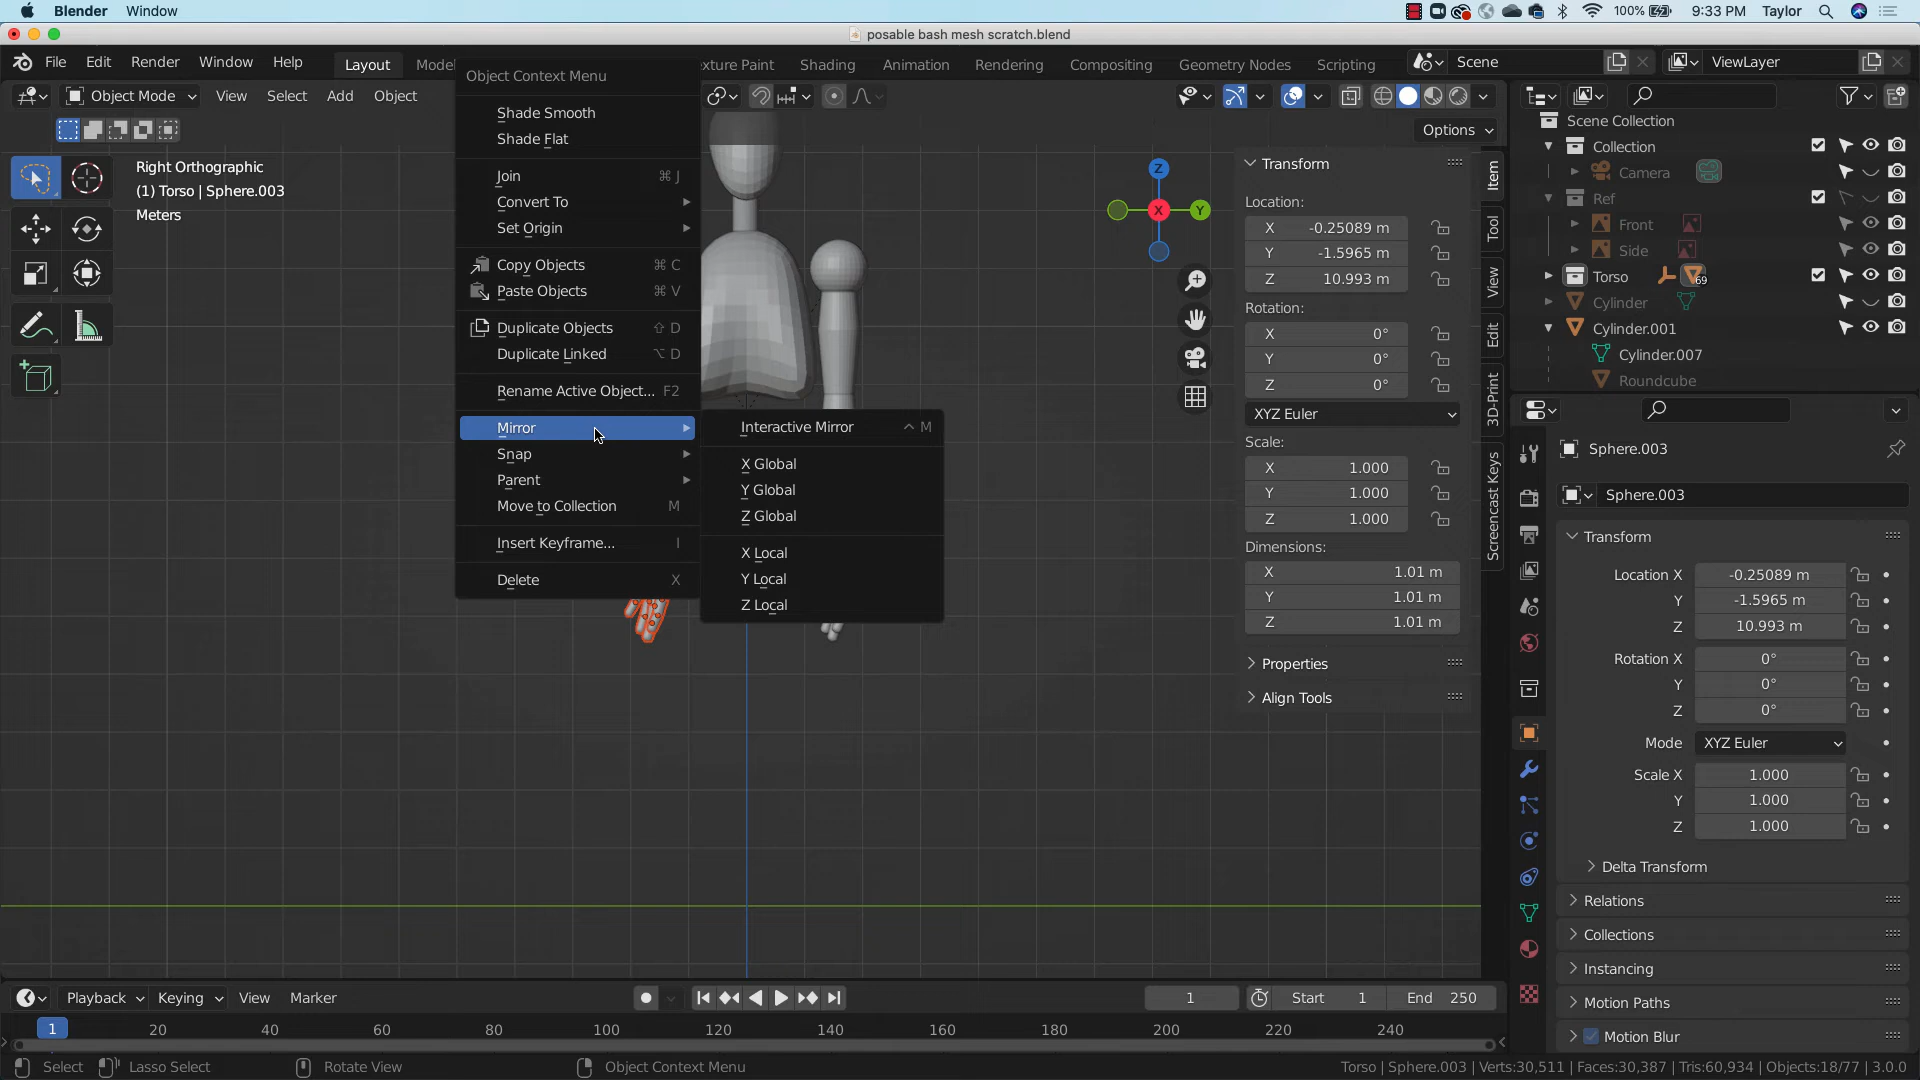 Blender Window 100% 9:33 PM Taylor
posable bash mesh scratch.blend
File Edit Render Window Help Layout xture Paint Shading Animation Rendering Compositing Geometry Nodes Scripting Scene ViewLayer
Object Mode View Select Add Object
Options
Right Orthographic
(1) Torso | Sphere.003
Meters
Object Context Menu
Shade Smooth
Shade Flat
Join ⌘ J
Convert To
Set Origin
Copy Objects ⌘ C
Paste Objects ⌘ V
Duplicate Objects ⇧ D
Duplicate Linked ⌥ D
Rename Active Object... F2
Mirror
Snap
Parent
Move to Collection M
Insert Keyframe... I
Delete X
Interactive Mirror ^ M
X Global
Y Global
Z Global
X Local
Y Local
Z Local
Z
X
Y
Transform
Location:
X -0.25089 m
Y -1.5965 m
Z 10.993 m
Rotation:
X 0°
Y 0°
Z 0°
XYZ Euler
Scale:
X 1.000
Y 1.000
Z 1.000
Dimensions:
X 1.01 m
Y 1.01 m
Z 1.01 m
Properties
Align Tools
Item
Tool
View
Edit
3D-Print
Screencast Keys
Scene Collection
Collection
Camera
Ref
Front
Side
Torso 69
Cylinder
Cylinder.001
Cylinder.007
Roundcube
Sphere.003
Sphere.003
Transform
Location X -0.25089 m
Y -1.5965 m
Z 10.993 m
Rotation X 0°
Y 0°
Z 0°
Mode XYZ Euler
Scale X 1.000
Y 1.000
Z 1.000
Delta Transform
Relations
Collections
Instancing
Motion Paths
Motion Blur
Playback Keying View Marker 1 Start 1 End 250
1 20 40 60 80 100 120 140 160 180 200 220 240
Select Lasso Select Rotate View Object Context Menu Torso | Sphere.003 | Verts:30,511 | Faces:30,387 | Tris:60,934 | Objects:18/77 | 3.0.0